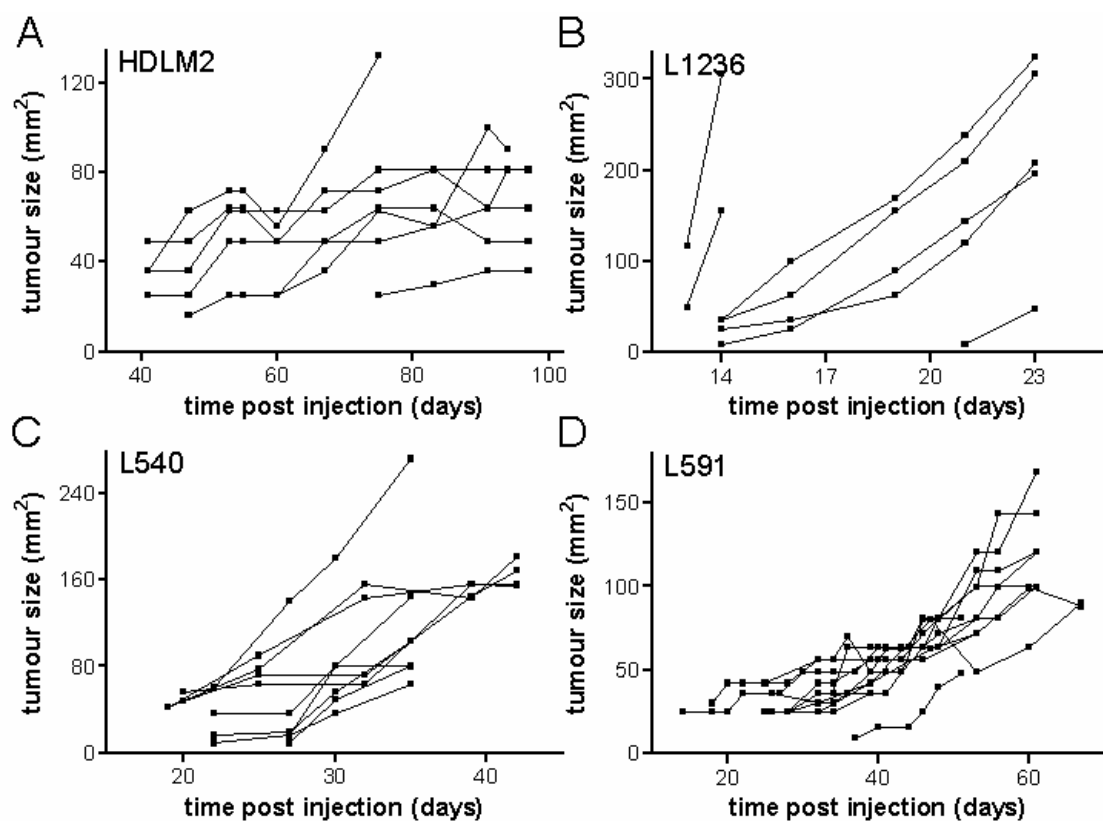 A
HDLM2
tumour size (mm²)
120
80
40
0
40
60
80
100
time post injection (days)
B
L1236
tumour size (mm²)
300
200
100
0
14
17
20
23
time post injection (days)
C
L540
tumour size (mm²)
240
160
80
0
20
30
40
time post injection (days)
D
L591
tumour size (mm²)
150
100
50
0
20
40
60
time post injection (days)